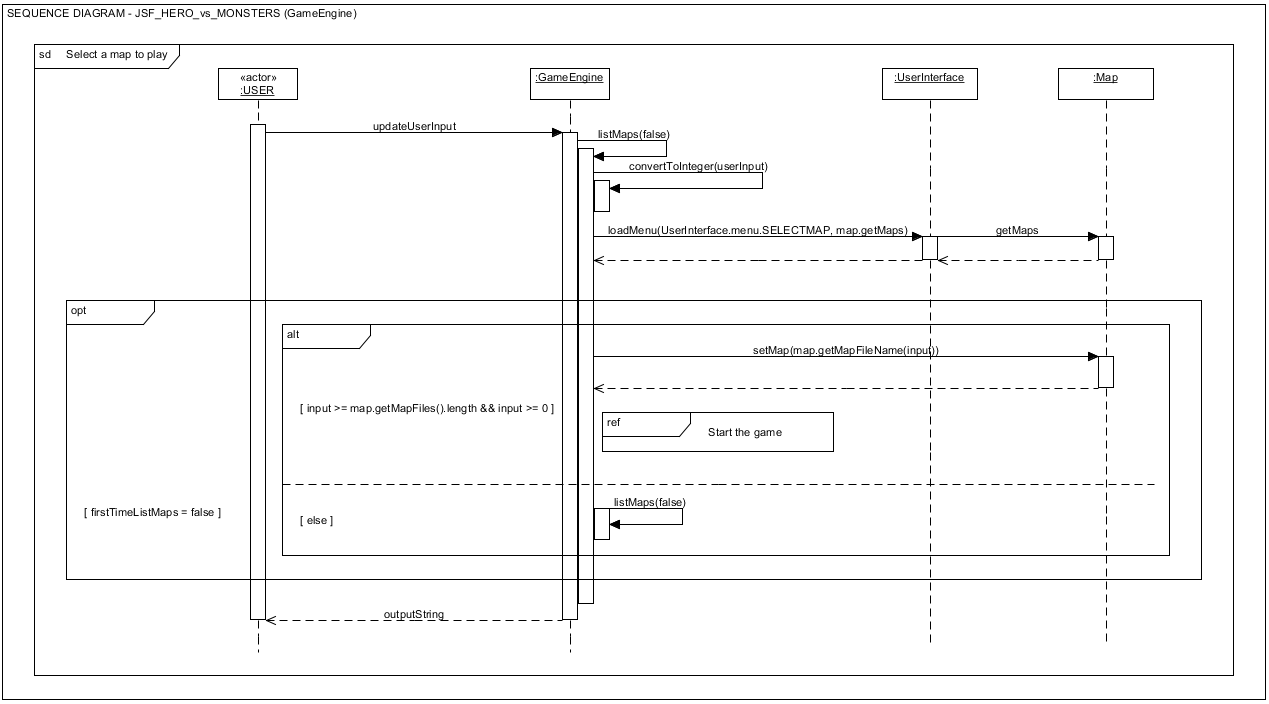 SEQUENCE DIAGRAM - JSF_HERO_vs_MONSTERS (GameEngine)
sd Select a map to play
«actor»
:USER
:GameEngine
:UserInterface
:Map
updateUserInput
listMaps(false)
convertToInteger(userInput)
loadMenu(UserInterface.menu.SELECTMAP, map.getMaps)
getMaps
opt
alt
setMap(map.getMapFileName(input))
[ input >= map.getMapFiles().length && input >= 0 ]
ref
Start the game
listMaps(false)
[ firstTimeListMaps = false ]
[ else ]
outputString